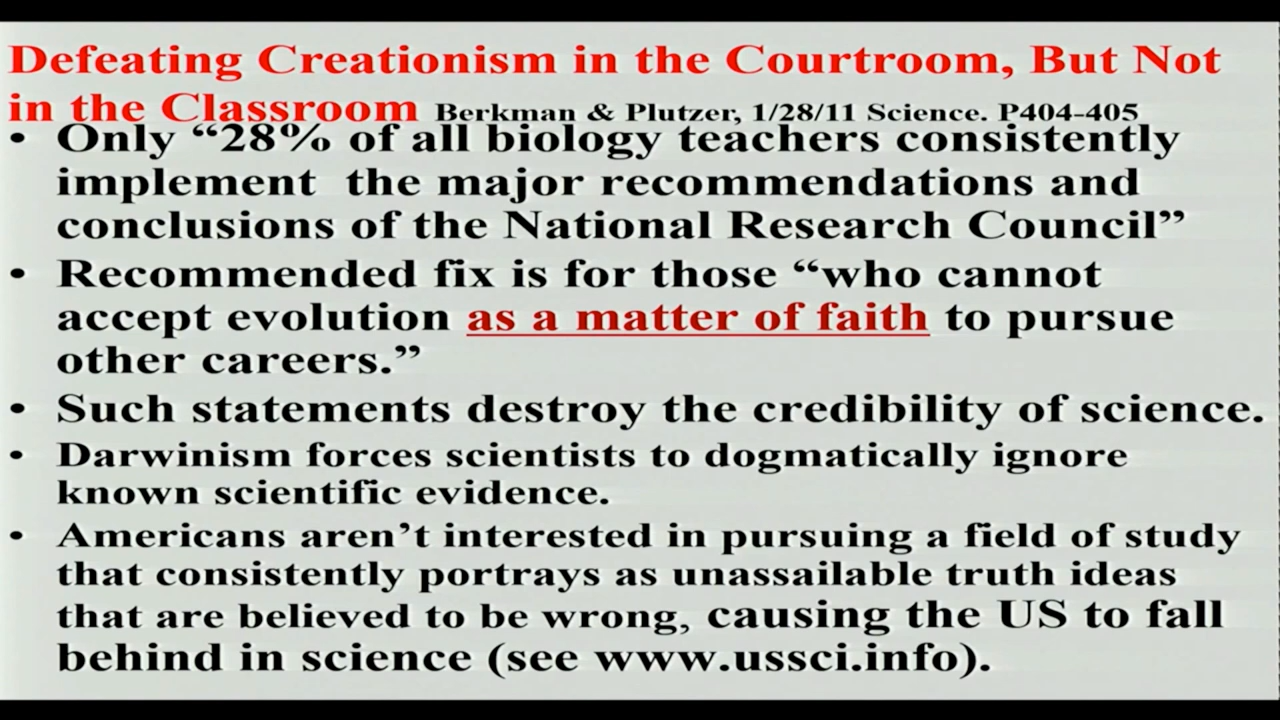 Defeating Creationism in the Courtroom, But Not
in the Classroom Berkman & Plutzer, 1/28/11 Science. P404-405
• Only “28% of all biology teachers consistently
implement the major recommendations and
conclusions of the National Research Council”
• Recommended fix is for those “who cannot
accept evolution as a matter of faith to pursue
other careers.”
• Such statements destroy the credibility of science.
• Darwinism forces scientists to dogmatically ignore
known scientific evidence.
• Americans aren’t interested in pursuing a field of study
that consistently portrays as unassailable truth ideas
that are believed to be wrong, causing the US to fall
behind in science (see www.ussci.info).